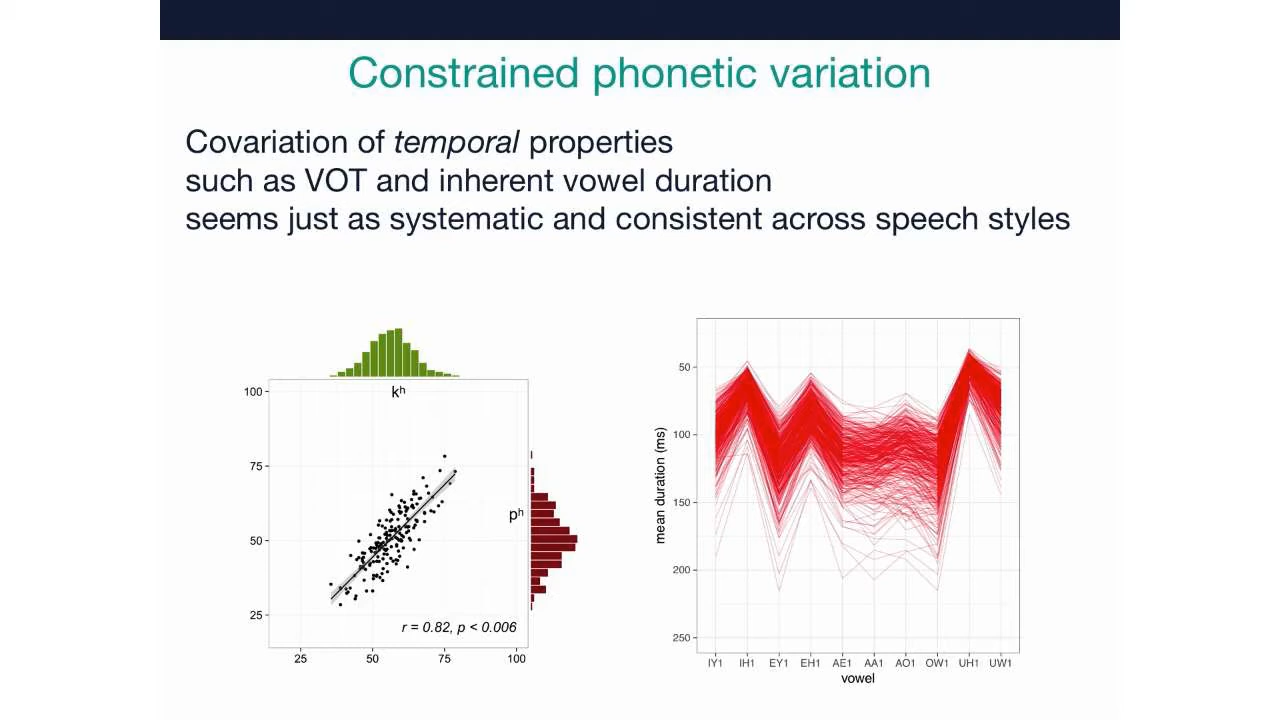 Constrained phonetic variation
Covariation of temporal properties
such as VOT and inherent vowel duration
seems just as systematic and consistent across speech styles
kʰ
100
75
50
25
pʰ
r = 0.82, p < 0.006
25 50 75 100
mean duration (ms)
50
100
150
200
250
IY1 IH1 EY1 EH1 AE1 AA1 AO1 OW1 UH1 UW1
vowel